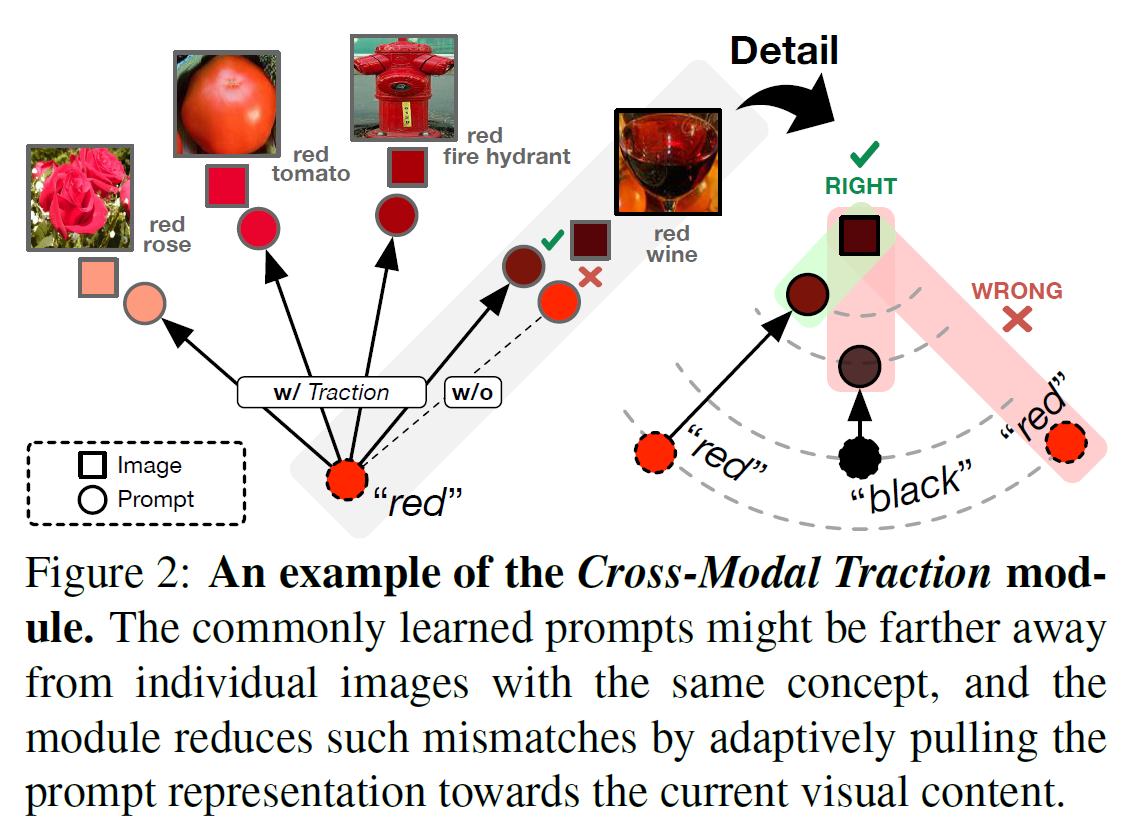 Detail
red
rose
red
tomato
red
fire hydrant
red
wine
w/ Traction
w/o
"red"
Image
Prompt
RIGHT
WRONG
"red"
"black"
"red"
Figure 2: An example of the Cross-Modal Traction mod-
ule. The commonly learned prompts might be farther away
from individual images with the same concept, and the
module reduces such mismatches by adaptively pulling the
prompt representation towards the current visual content.